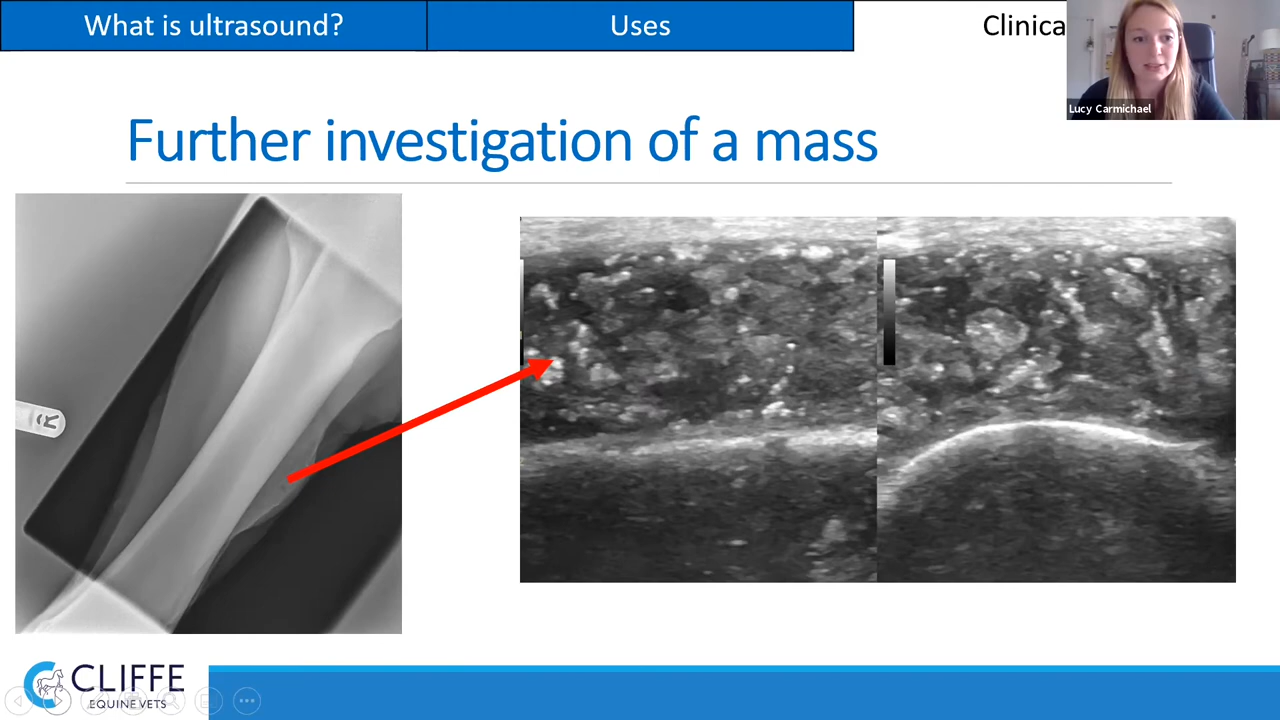 What is ultrasound?
Uses
Clinica
Lucy Carmichael
Further investigation of a mass
R
CLIFFE
EQUINE VETS